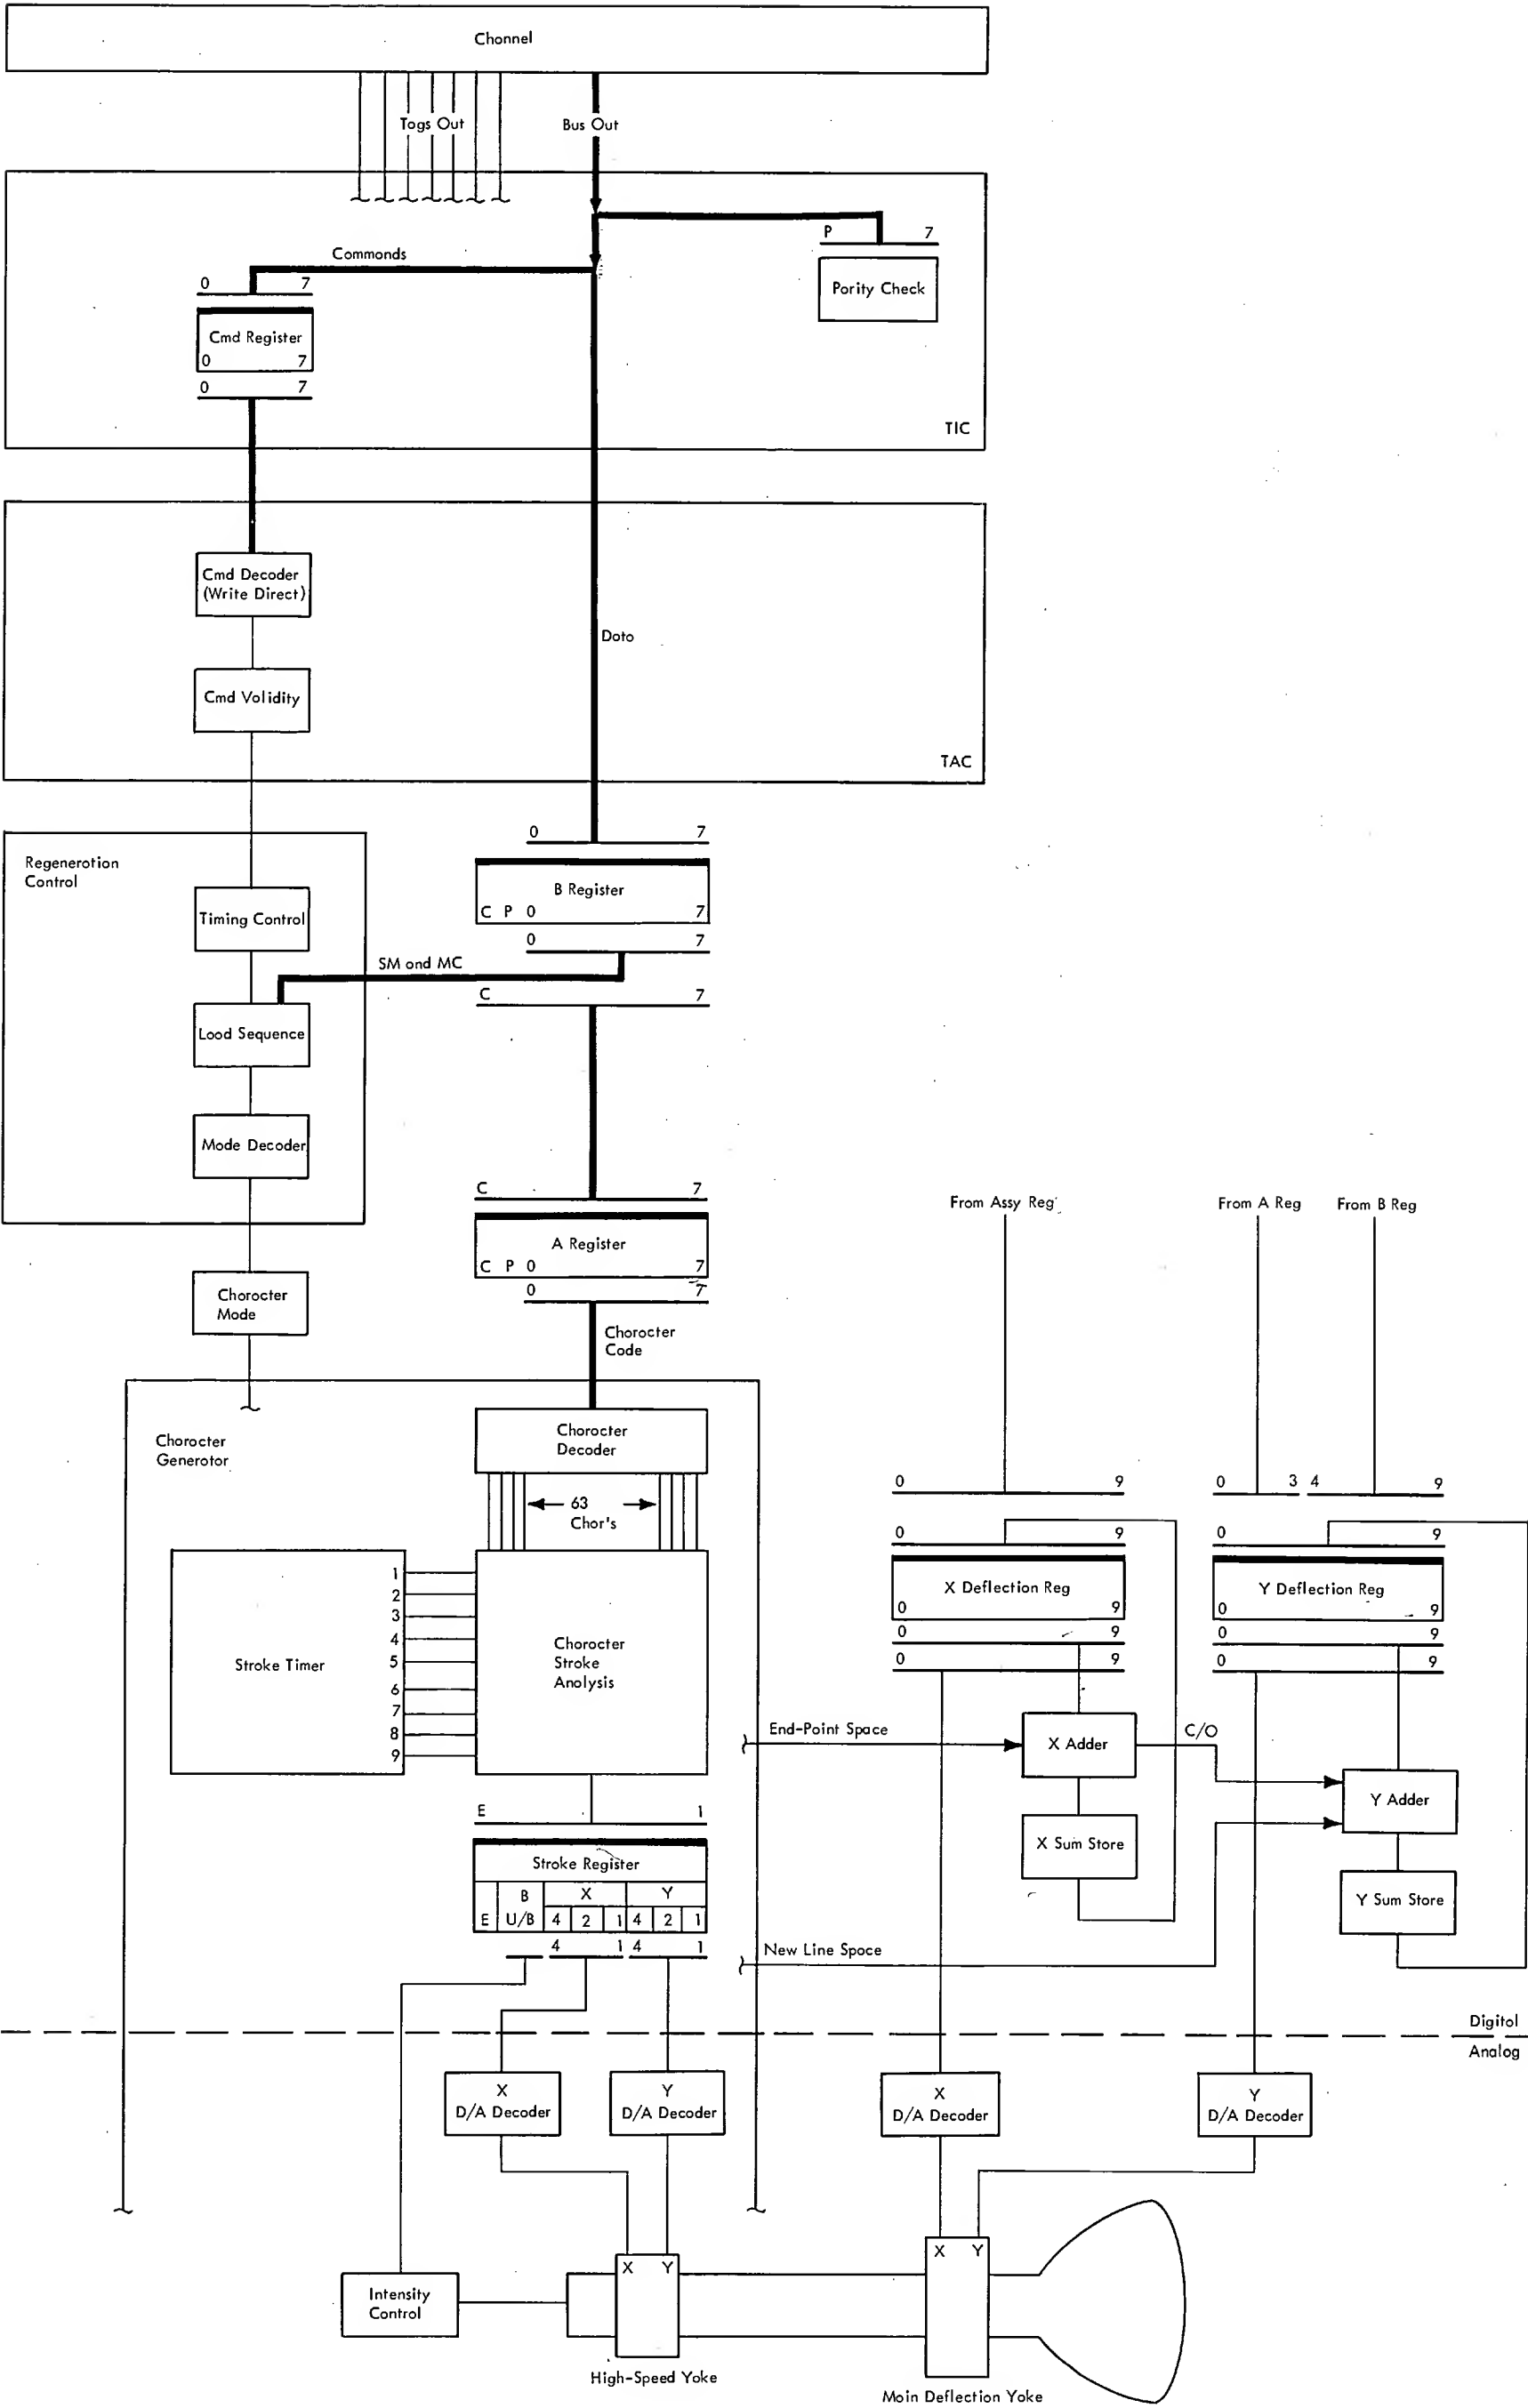 Chonnel
Togs Out
Bus Out
P 7
Commonds
0 7
Pority Check
Cmd Register
0 7
0 7
TIC
Cmd Decoder
(Write Direct)
Doto
Cmd Volidity
TAC
0 7
Regenerotion
Control
B Register
C P 0 7
Timing Control
0 7
SM ond MC
C 7
Lood Sequence
Mode Decoder
C 7
From Assy Reg
From A Reg
From B Reg
A Register
C P 0 7
0 7
Chorocter
Mode
Chorocter
Code
Chorocter
Generotor
Chorocter
Decoder
63
Chor's
0 9
0 3 4 9
0 9
0 9
1
2
3
4
5
6
7
8
9
Stroke Timer
Chorocter
Stroke
Anolysis
X Deflection Reg
0 9
0 9
0 9
Y Deflection Reg
0 9
0 9
0 9
End-Point Spoce
X Adder
C/O
Y Adder
E 1
X Sum Store
Stroke Register
B X Y
E U/B 4 2 1 4 2 1
4 1 4 1
Y Sum Store
New Line Spoce
Digitol
Anolog
X
D/A Decoder
Y
D/A Decoder
X
D/A Decoder
Y
D/A Decoder
X Y
X Y
Intensity
Control
High-Speed Yoke
Moin Deflection Yoke